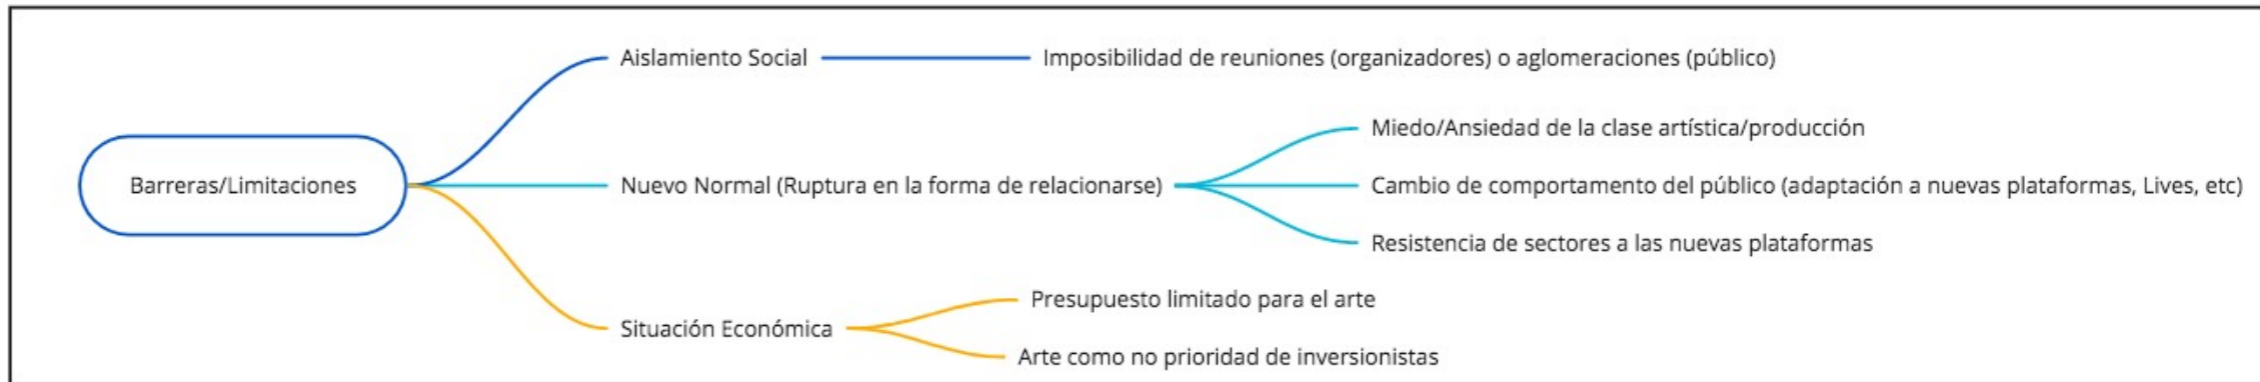 Barreras/Limitaciones
Aislamiento Social
Imposibilidad de reuniones (organizadores) o aglomeraciones (público)
Nuevo Normal (Ruptura en la forma de relacionarse)
Miedo/Ansiedad de la clase artística/producción
Cambio de comportamento del público (adaptación a nuevas plataformas, Lives, etc)
Resistencia de sectores a las nuevas plataformas
Situación Económica
Presupuesto limitado para el arte
Arte como no prioridad de inversionistas